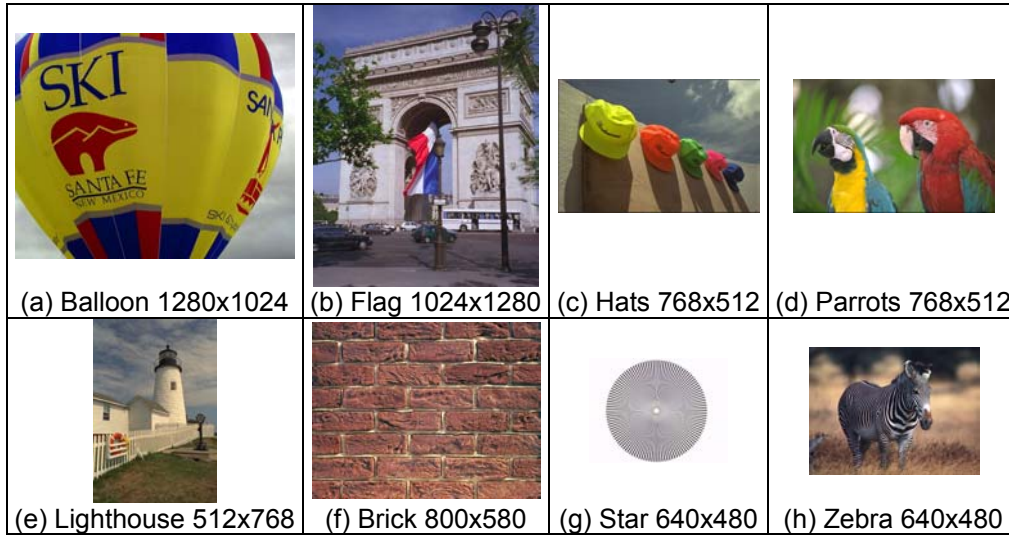 SKI
SAN
SANTA FE
NEW MEXICO
SKI
(a) Balloon 1280x1024
(b) Flag 1024x1280
(c) Hats 768x512
(d) Parrots 768x512
(e) Lighthouse 512x768
(f) Brick 800x580
(g) Star 640x480
(h) Zebra 640x480